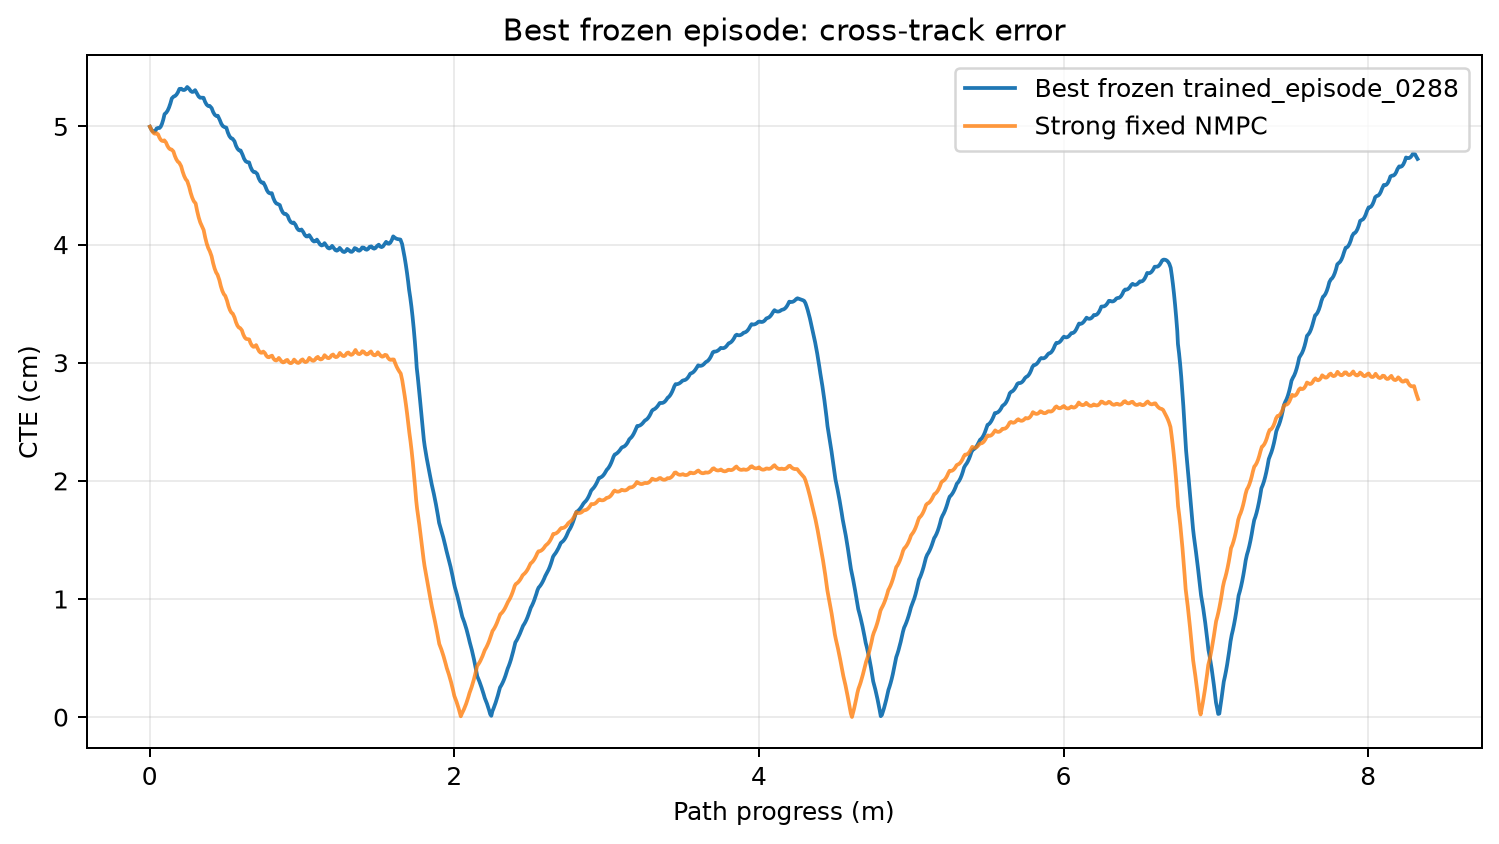 Best frozen episode: cross-track error
Best frozen trained_episode_0288
Strong fixed NMPC
CTE (cm)
5
4
3
2
1
0
0 2 4 6 8
Path progress (m)